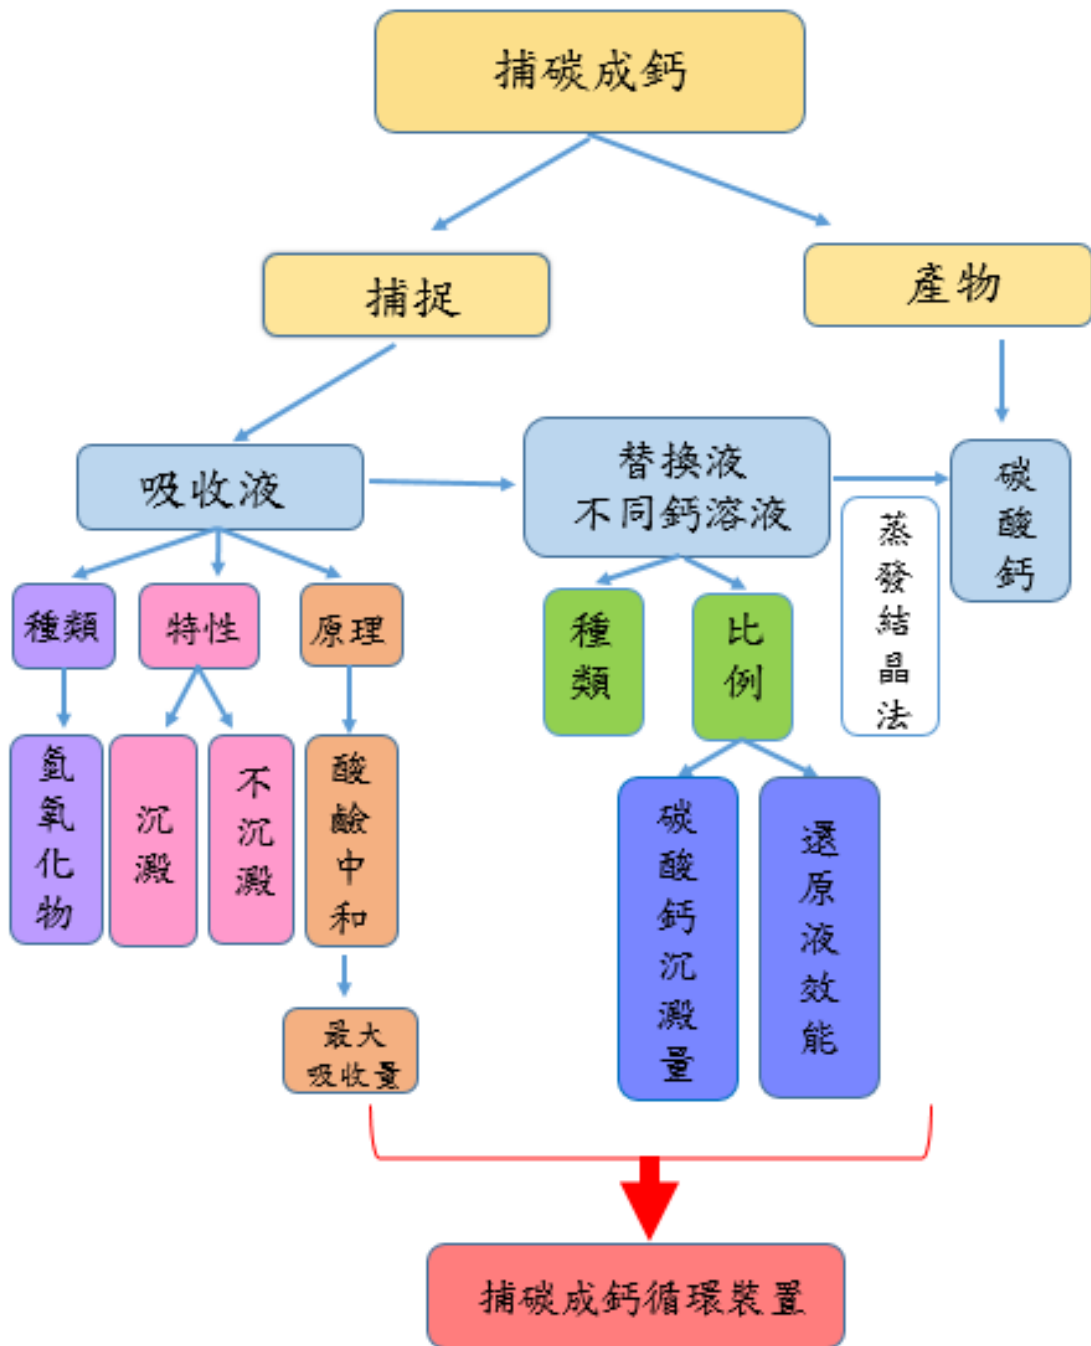 捕碳成鈣
捕捉
產物
吸收液
替換液
不同鈣溶液
碳酸鈣
蒸發結晶法
種類
特性
原理
種類
比例
氫氧化物
沉澱
不沉澱
酸鹼中和
碳酸鈣沉澱量
還原液效能
最大
吸收量
捕碳成鈣循環裝置